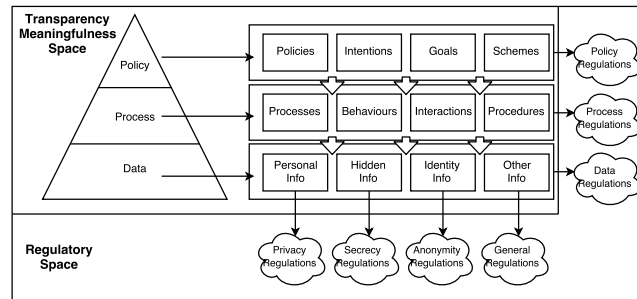 Transparency
Meaningfulness
Space
Policy
Process
Data
Policies
Intentions
Goals
Schemes
Policy
Regulations
Processes
Behaviours
Interactions
Procedures
Process
Regulations
Personal
Info
Hidden
Info
Identity
Info
Other
Info
Data
Regulations
Regulatory
Space
Privacy
Regulations
Secrecy
Regulations
Anonymity
Regulations
General
Regulations